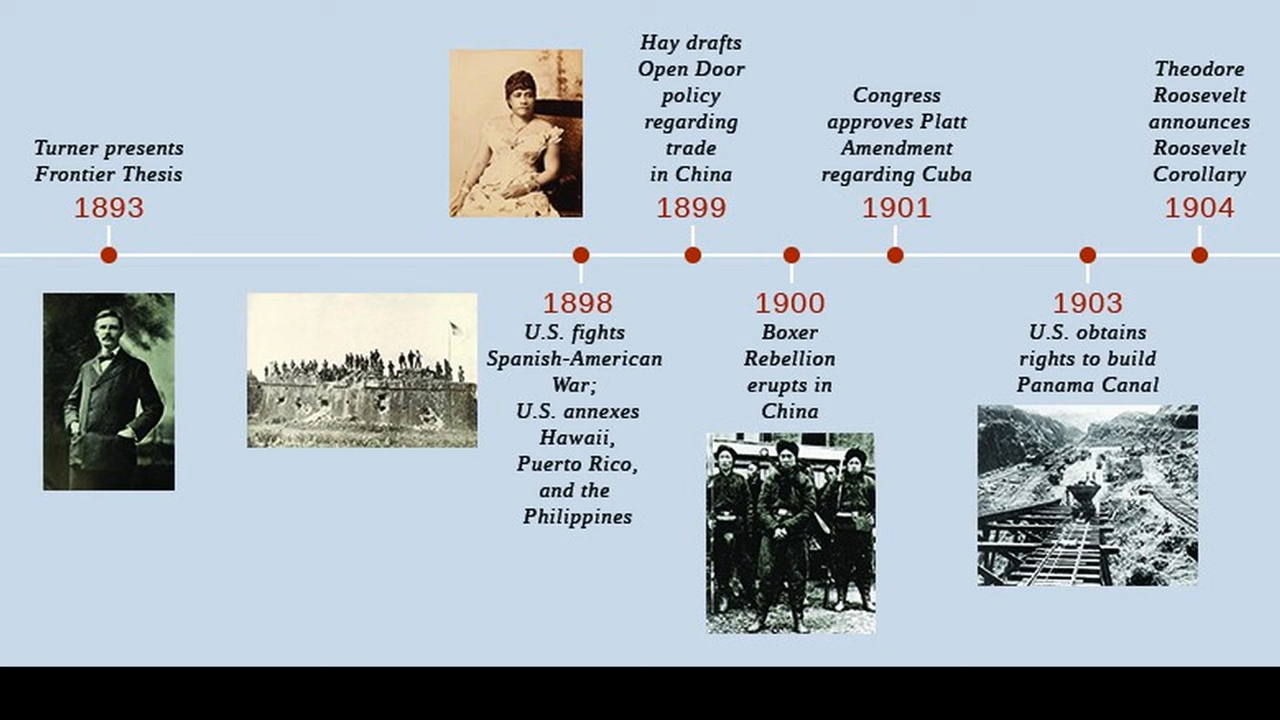 Turner presents
Frontier Thesis
1893
U.S. fights
Spanish-American
War;
U.S. annexes
Hawaii,
Puerto Rico,
and the
Philippines
1898
Hay drafts
Open Door
policy
regarding
trade
in China
1899
1900
Boxer
Rebellion
erupts in
China
Congress
approves Platt
Amendment
regarding Cuba
1901
1903
U.S. obtains
rights to build
Panama Canal
Theodore
Roosevelt
announces
Roosevelt
Corollary
1904